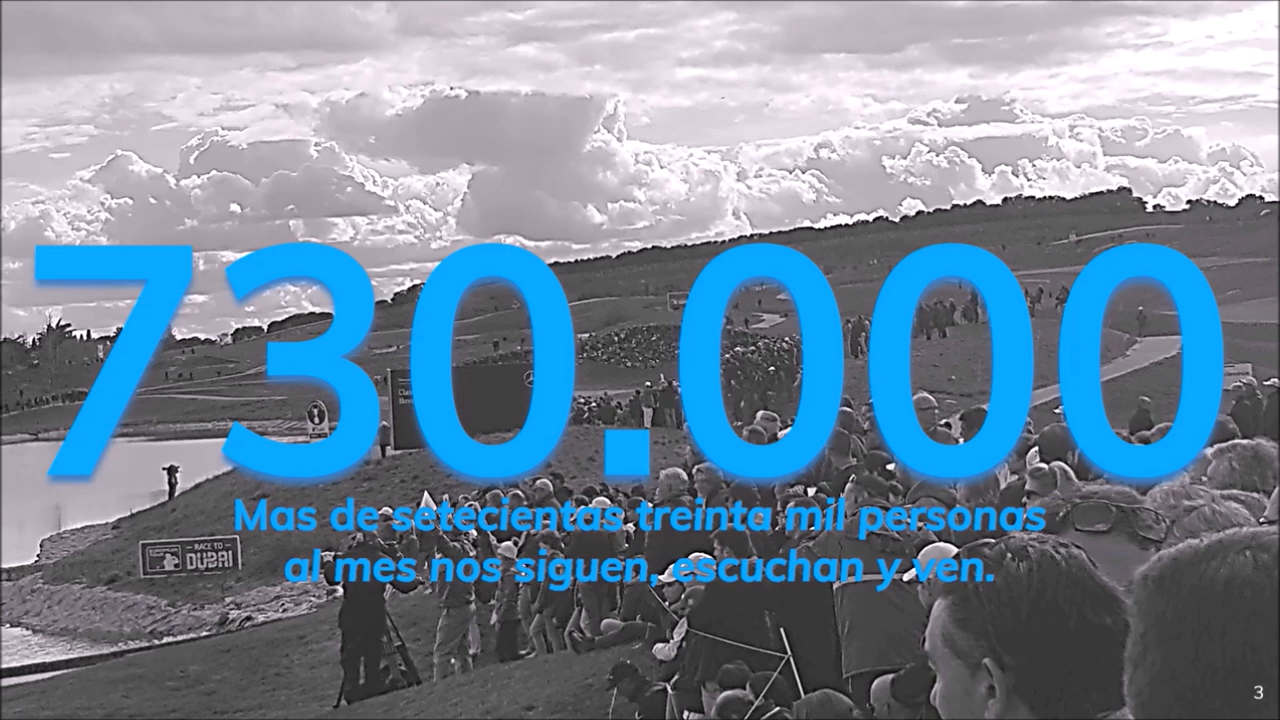 730.000
Mas de setecientas treinta mil personas
al mes nos siguen, escuchan y ven.
RACE TO
DUBAI
3